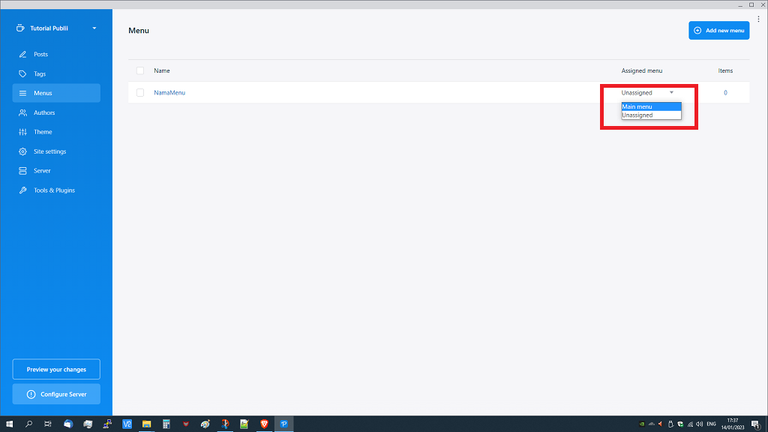 Tutorial Publii
Posts
Tags
Menus
Authors
Theme
Site settings
Server
Tools & Plugins
Preview your changes
Configure Server
Menu
Add new menu
Name
Assigned menu
Items
NamaMenu
Unassigned
0
Main menu
Unassigned
ENG
17:37
14/01/2023